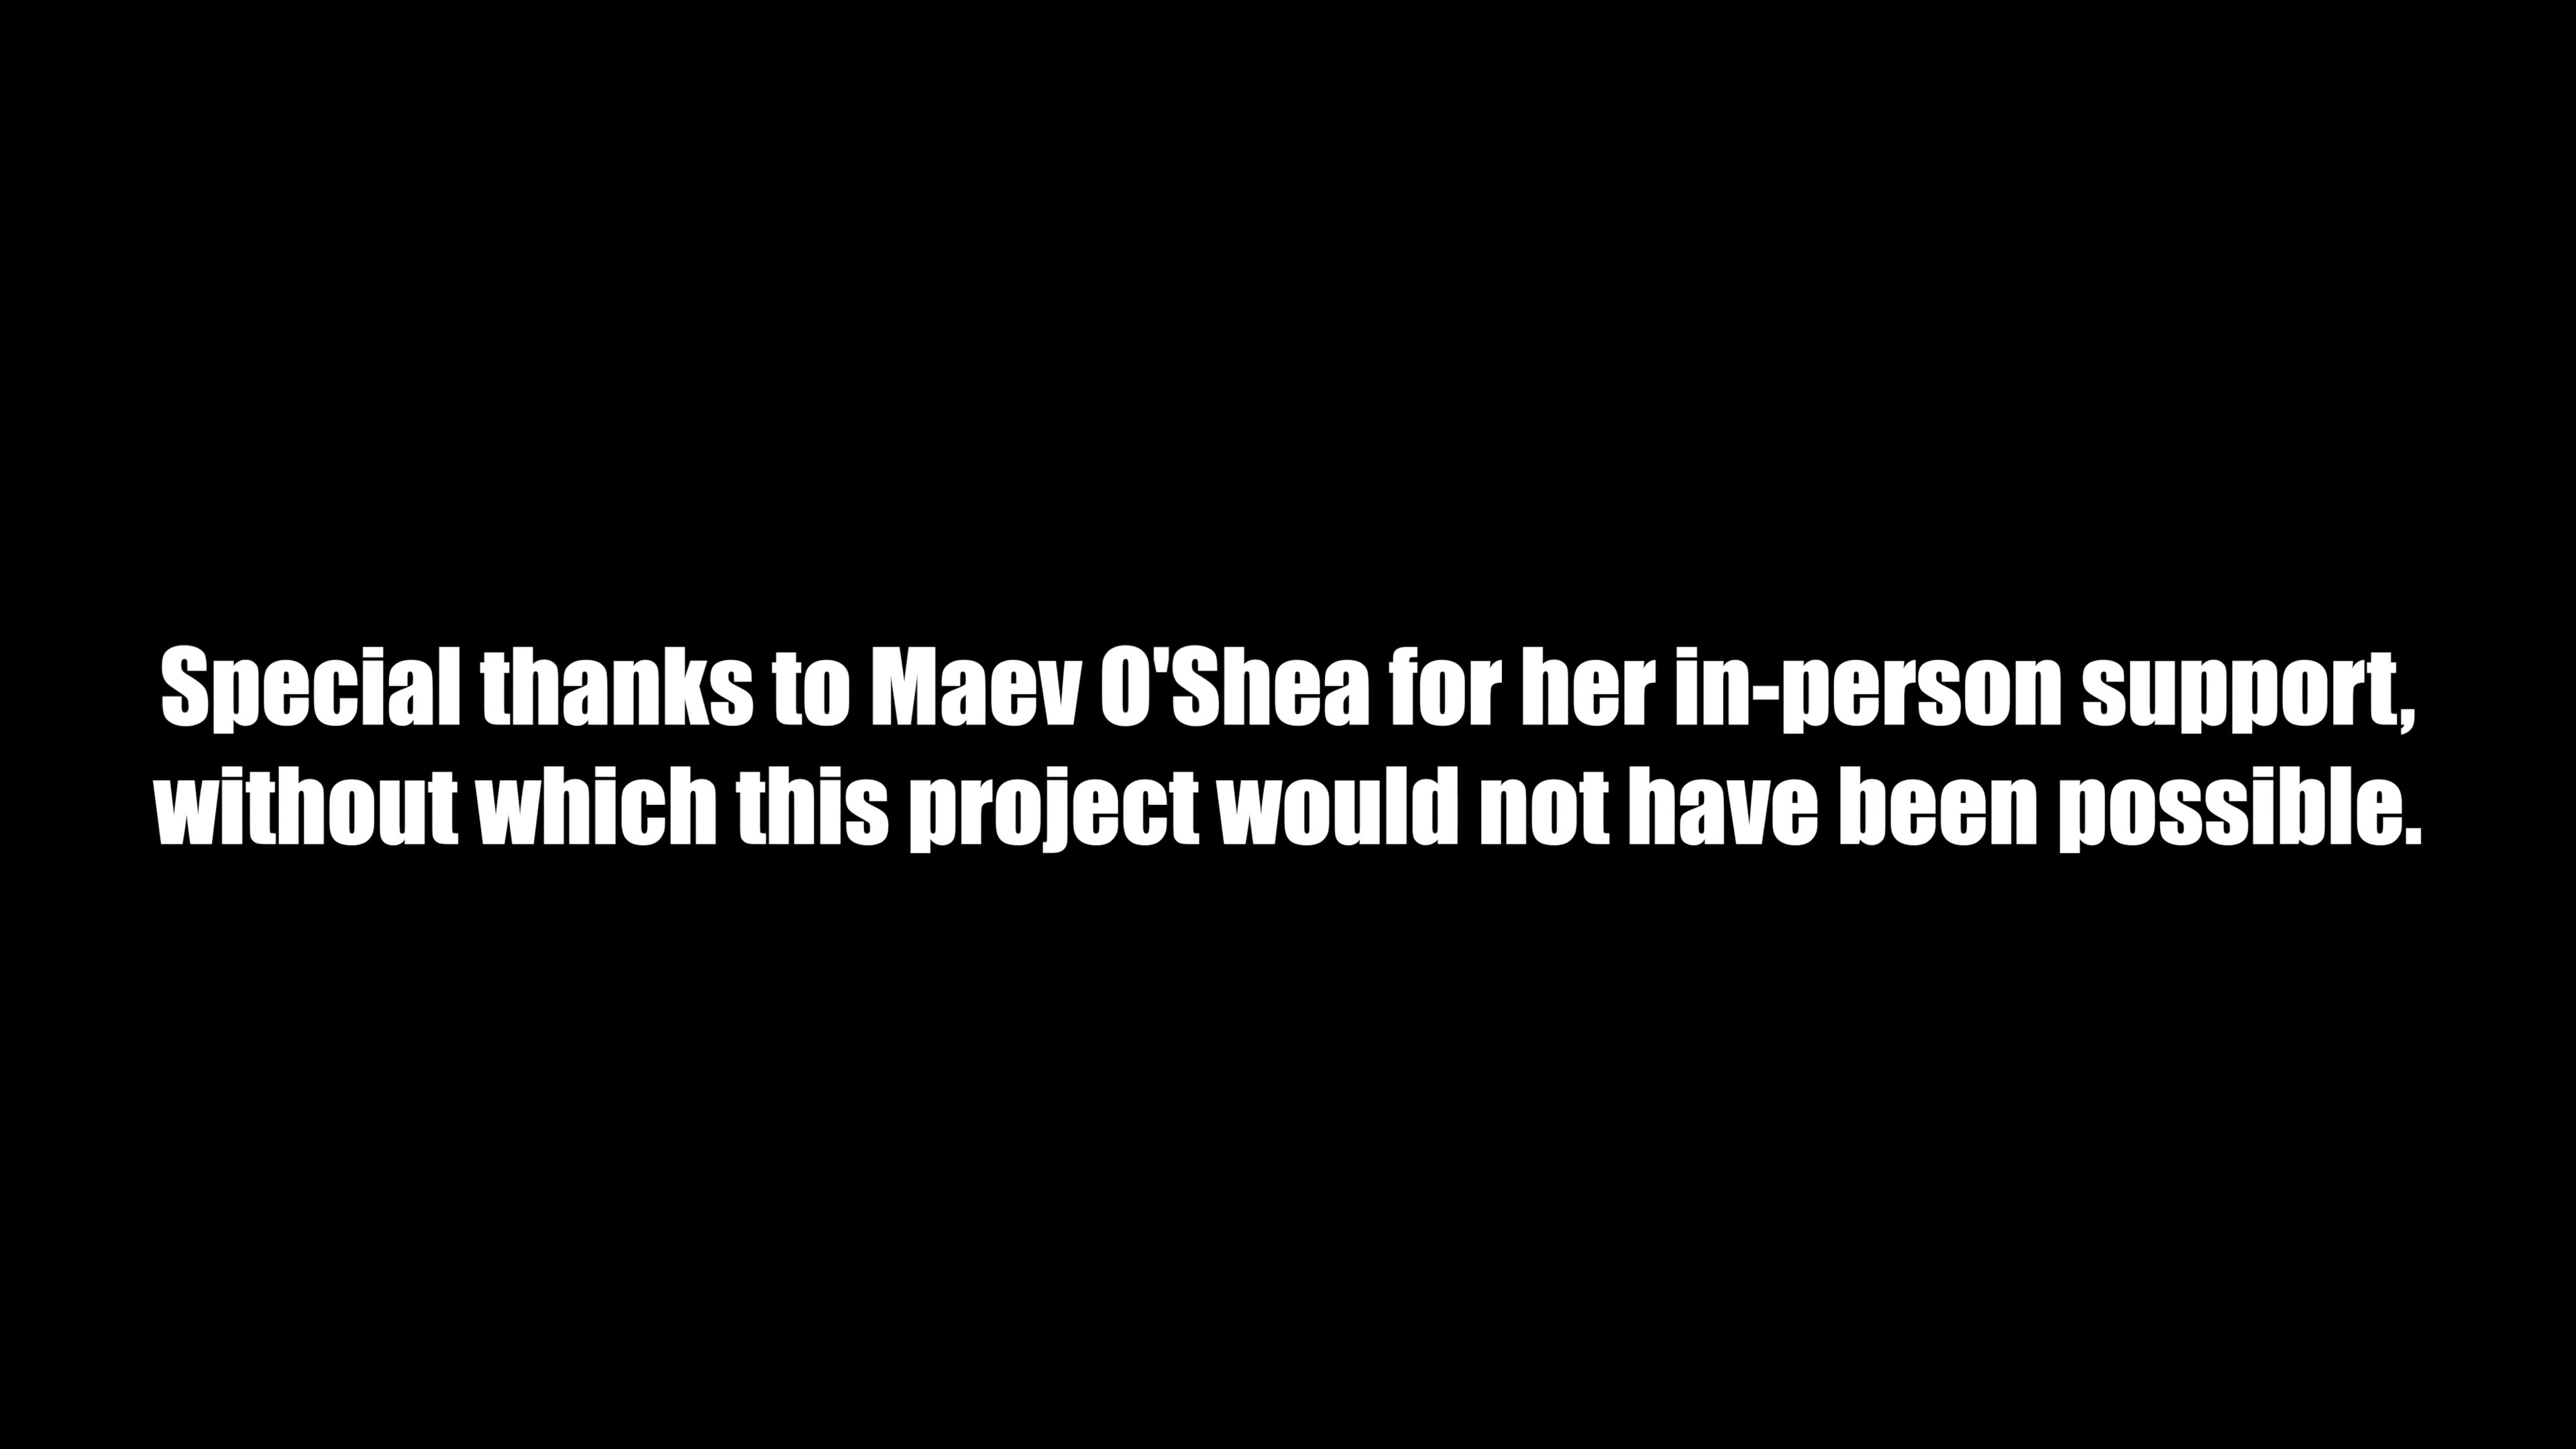 Special thanks to Maev O'Shea for her in-person support,
without which this project would not have been possible.